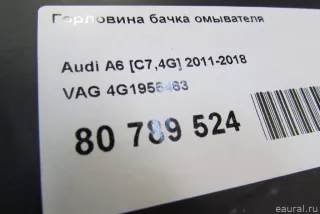 Горловина бачка омывателя
Audi A6 [C7,4G] 2011-2018
VAG 4G1955463
80 789 524
eaural.ru